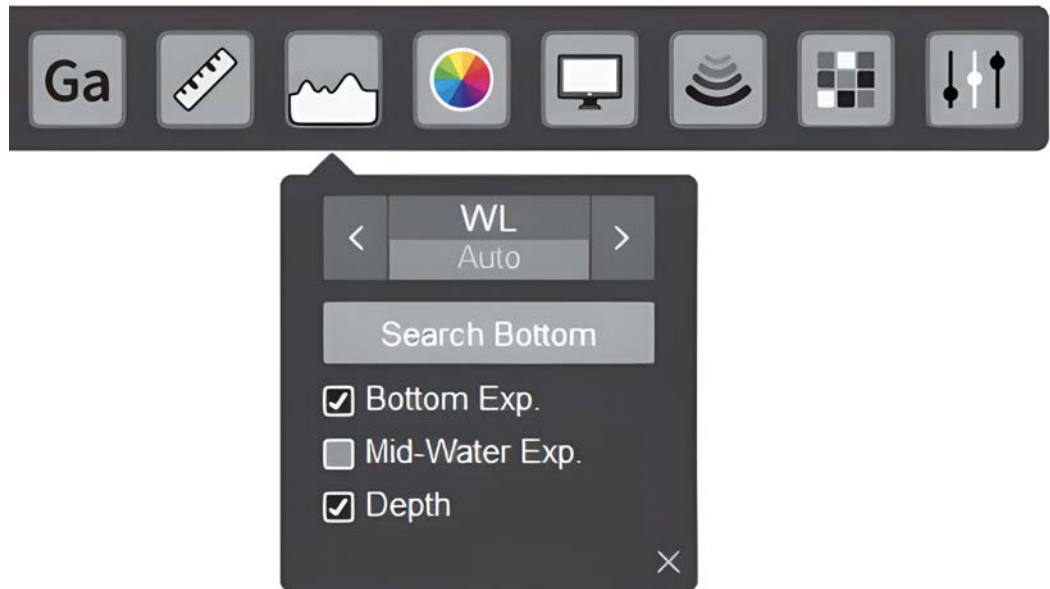 Ga
WL
Auto
Search Bottom
Bottom Exp.
Mid-Water Exp.
Depth